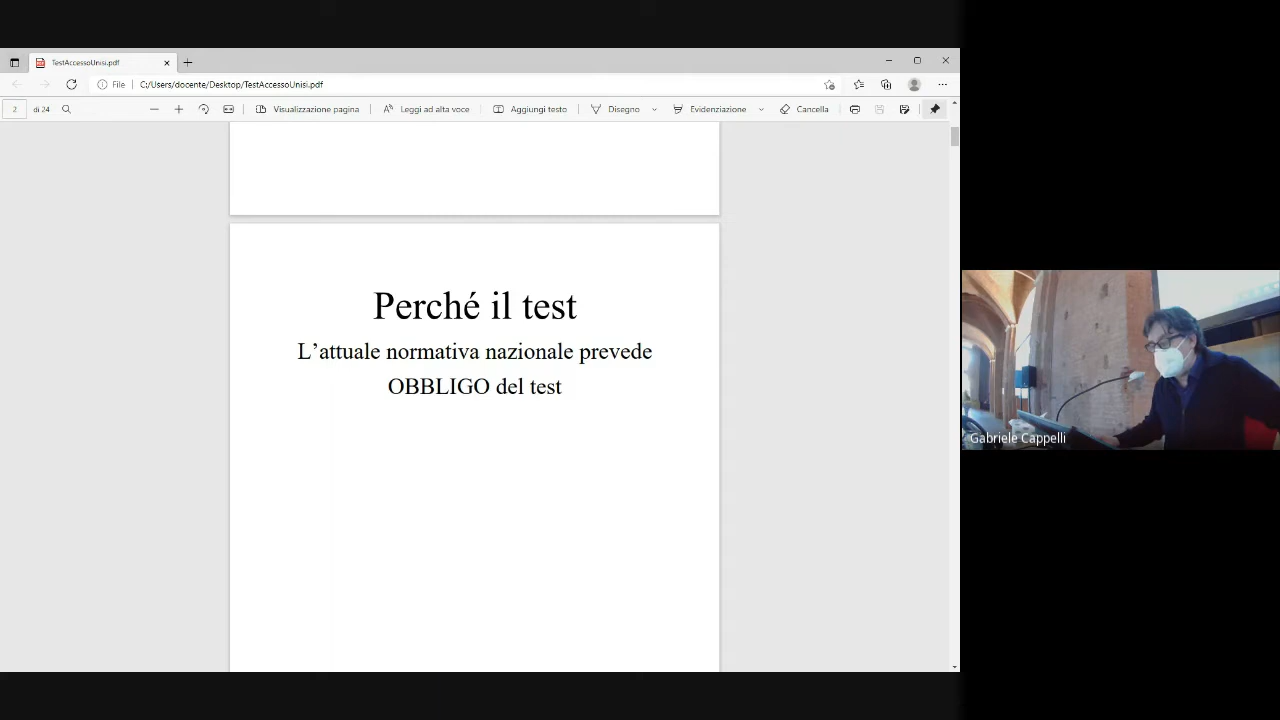 TestAccessoUnisi.pdf
File
C:/Users/docente/Desktop/TestAccessoUnisi.pdf
2
di 24
Visualizzazione pagina
Leggi ad alta voce
Aggiungi testo
Disegno
Evidenziazione
Cancella
Perché il test
L’attuale normativa nazionale prevede
OBBLIGO del test
Gabriele Cappelli